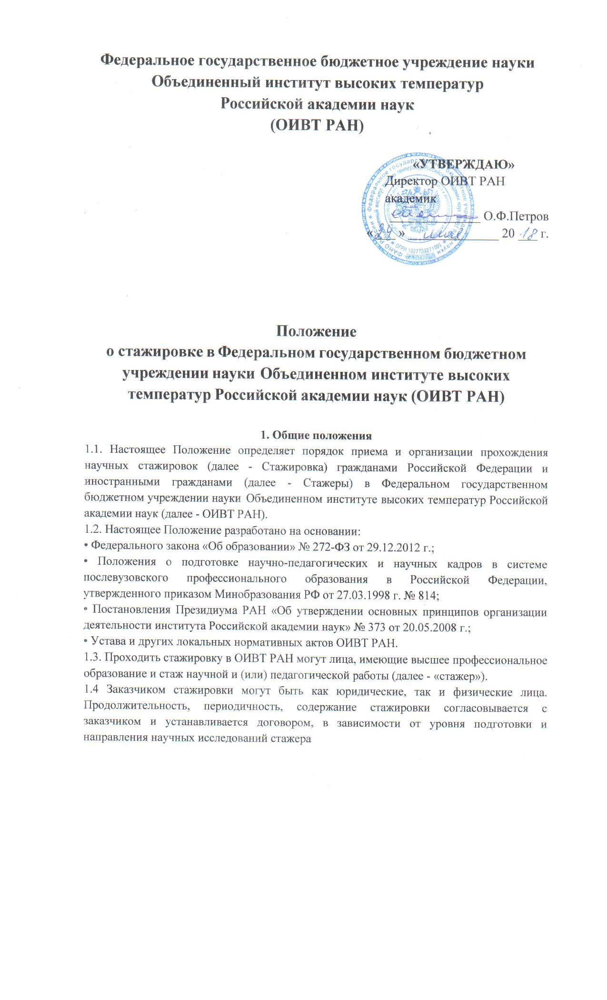 Федеральное государственное бюджетное учреждение науки
Объединенный институт высоких температур
Российской академии наук
(ОИВТ РАН)
«УТВЕРЖДАЮ»
Директор ОИВТ РАН
академик
О.Ф.Петров
«24» 20 18 г.
ОГРН 1027739271009
ФАНО РОССИИ
Положение
о стажировке в Федеральном государственном бюджетном
учреждении науки Объединенном институте высоких
температур Российской академии наук (ОИВТ РАН)
1. Общие положения
1.1. Настоящее Положение определяет порядок приема и организации прохождения
научных стажировок (далее - Стажировка) гражданами Российской Федерации и
иностранными гражданами (далее - Стажеры) в Федеральном государственном
бюджетном учреждении науки Объединенном институте высоких температур Российской
академии наук (далее - ОИВТ РАН).
1.2. Настоящее Положение разработано на основании:
• Федерального закона «Об образовании» № 272-ФЗ от 29.12.2012 г.;
• Положения о подготовке научно-педагогических и научных кадров в системе
послевузовского профессионального образования в Российской Федерации,
утвержденного приказом Минобразования РФ от 27.03.1998 г. № 814;
• Постановления Президиума РАН «Об утверждении основных принципов организации
деятельности института Российской академии наук» № 373 от 20.05.2008 г.;
• Устава и других локальных нормативных актов ОИВТ РАН.
1.3. Проходить стажировку в ОИВТ РАН могут лица, имеющие высшее профессиональное
образование и стаж научной и (или) педагогической работы (далее - «стажер»).
1.4 Заказчиком стажировки могут быть как юридические, так и физические лица.
Продолжительность, периодичность, содержание стажировки согласовывается с
заказчиком и устанавливается договором, в зависимости от уровня подготовки и
направления научных исследований стажера